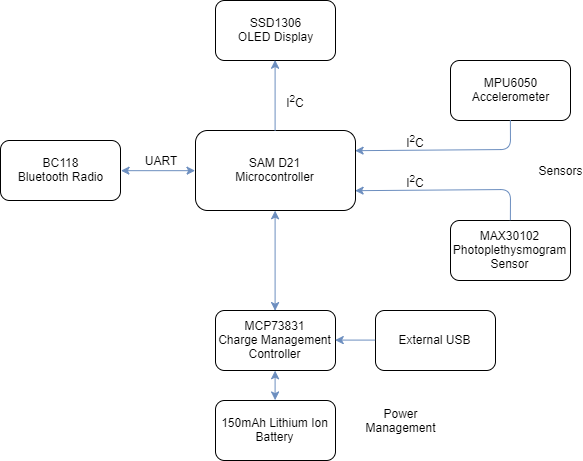 SSD1306
OLED Display
I²C
MPU6050
Accelerometer
I²C
BC118
Bluetooth Radio
UART
SAM D21
Microcontroller
Sensors
I²C
MAX30102
Photoplethysmogram
Sensor
MCP73831
Charge Management
Controller
External USB
150mAh Lithium Ion
Battery
Power
Management